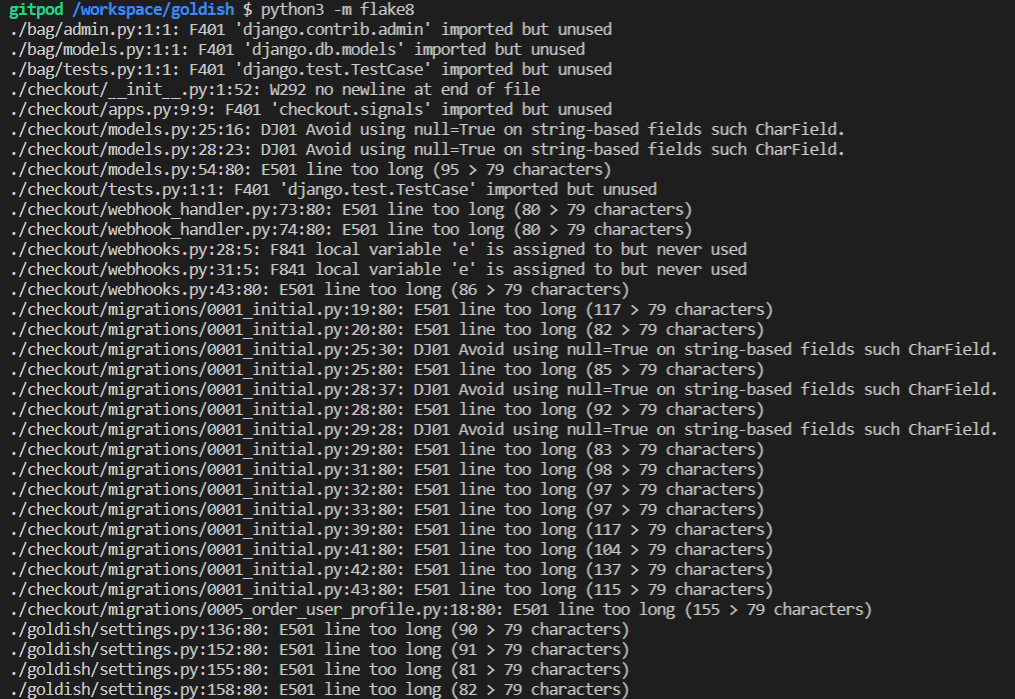 gitpod /workspace/goldish $ python3 -m flake8
./bag/admin.py:1:1: F401 'django.contrib.admin' imported but unused
./bag/models.py:1:1: F401 'django.db.models' imported but unused
./bag/tests.py:1:1: F401 'django.test.TestCase' imported but unused
./checkout/__init__.py:1:52: W292 no newline at end of file
./checkout/apps.py:9:9: F401 'checkout.signals' imported but unused
./checkout/models.py:25:16: DJ01 Avoid using null=True on string-based fields such CharField.
./checkout/models.py:28:23: DJ01 Avoid using null=True on string-based fields such CharField.
./checkout/models.py:54:80: E501 line too long (95 > 79 characters)
./checkout/tests.py:1:1: F401 'django.test.TestCase' imported but unused
./checkout/webhook_handler.py:73:80: E501 line too long (80 > 79 characters)
./checkout/webhook_handler.py:74:80: E501 line too long (80 > 79 characters)
./checkout/webhooks.py:28:5: F841 local variable 'e' is assigned to but never used
./checkout/webhooks.py:31:5: F841 local variable 'e' is assigned to but never used
./checkout/webhooks.py:43:80: E501 line too long (86 > 79 characters)
./checkout/migrations/0001_initial.py:19:80: E501 line too long (117 > 79 characters)
./checkout/migrations/0001_initial.py:20:80: E501 line too long (82 > 79 characters)
./checkout/migrations/0001_initial.py:25:30: DJ01 Avoid using null=True on string-based fields such CharField.
./checkout/migrations/0001_initial.py:25:80: E501 line too long (85 > 79 characters)
./checkout/migrations/0001_initial.py:28:37: DJ01 Avoid using null=True on string-based fields such CharField.
./checkout/migrations/0001_initial.py:28:80: E501 line too long (92 > 79 characters)
./checkout/migrations/0001_initial.py:29:28: DJ01 Avoid using null=True on string-based fields such CharField.
./checkout/migrations/0001_initial.py:29:80: E501 line too long (83 > 79 characters)
./checkout/migrations/0001_initial.py:31:80: E501 line too long (98 > 79 characters)
./checkout/migrations/0001_initial.py:32:80: E501 line too long (97 > 79 characters)
./checkout/migrations/0001_initial.py:33:80: E501 line too long (97 > 79 characters)
./checkout/migrations/0001_initial.py:39:80: E501 line too long (117 > 79 characters)
./checkout/migrations/0001_initial.py:41:80: E501 line too long (104 > 79 characters)
./checkout/migrations/0001_initial.py:42:80: E501 line too long (137 > 79 characters)
./checkout/migrations/0001_initial.py:43:80: E501 line too long (115 > 79 characters)
./checkout/migrations/0005_order_user_profile.py:18:80: E501 line too long (155 > 79 characters)
./goldish/settings.py:136:80: E501 line too long (90 > 79 characters)
./goldish/settings.py:152:80: E501 line too long (91 > 79 characters)
./goldish/settings.py:155:80: E501 line too long (81 > 79 characters)
./goldish/settings.py:158:80: E501 line too long (82 > 79 characters)